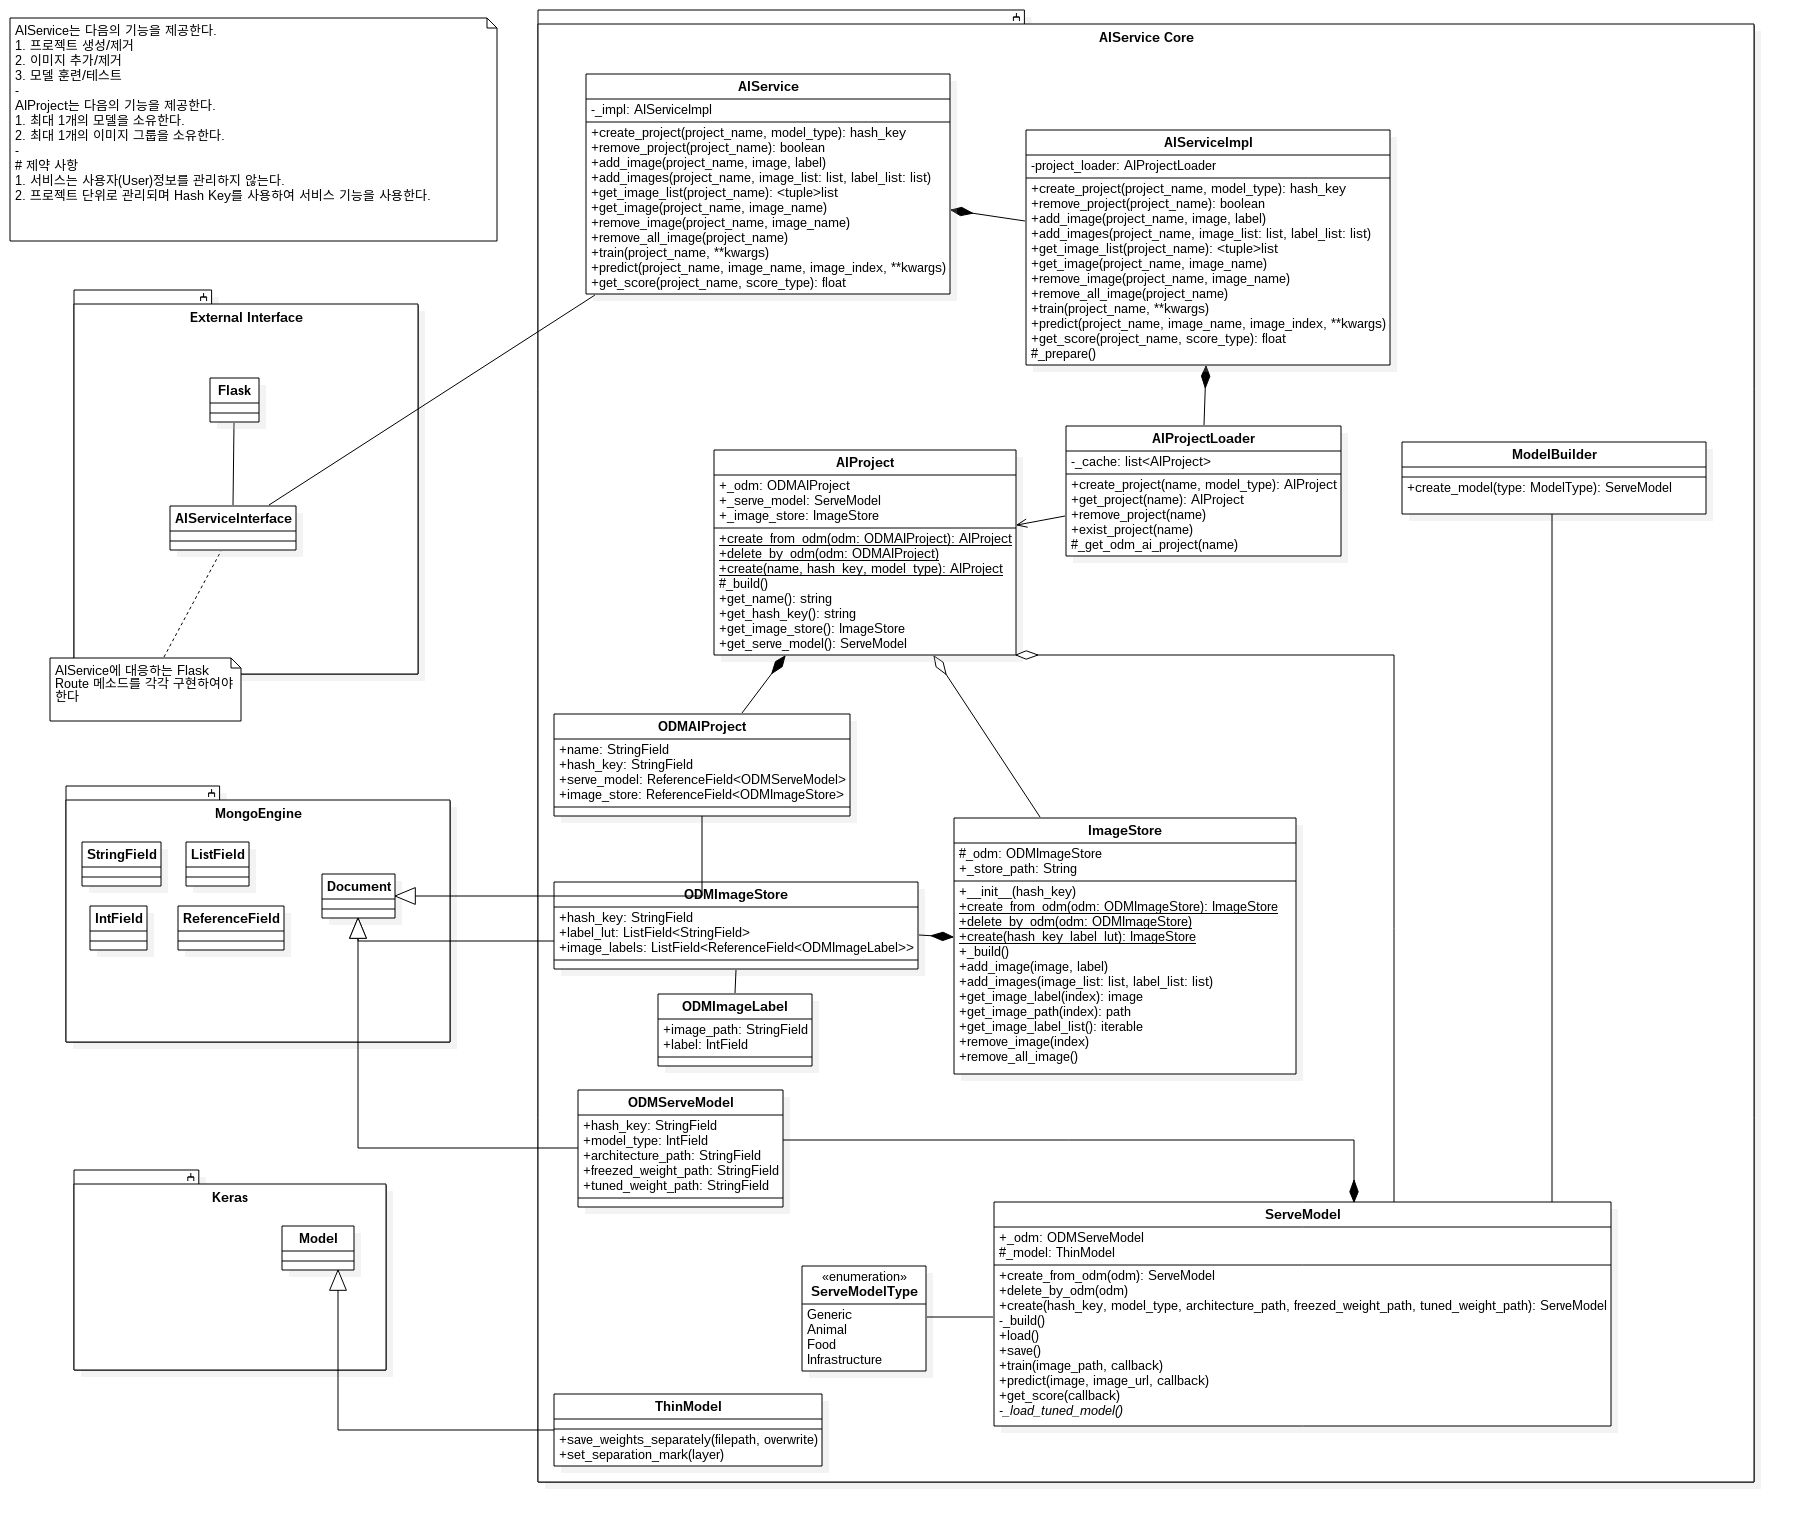 AIService는 다음의 기능을 제공한다.
1. 프로젝트 생성/제거
2. 이미지 추가/제거
3. 모델 훈련/테스트
-
AIProject는 다음의 기능을 제공한다.
1. 최대 1개의 모델을 소유한다.
2. 최대 1개의 이미지 그룹을 소유한다.
-
# 제약 사항
1. 서비스는 사용자(User)정보를 관리하지 않는다.
2. 프로젝트 단위로 관리되며 Hash Key를 사용하여 서비스 기능을 사용한다.
External Interface
Flask
AIServiceInterface
AIService에 대응하는 Flask
Route 메소드를 각각 구현하여야
한다
MongoEngine
StringField
ListField
Document
IntField
ReferenceField
Keras
Model
AIService Core
AIService
-_impl: AIServiceImpl
+create_project(project_name, model_type): hash_key
+remove_project(project_name): boolean
+add_image(project_name, image, label)
+add_images(project_name, image_list: list, label_list: list)
+get_image_list(project_name): <tuple>list
+get_image(project_name, image_name)
+remove_image(project_name, image_name)
+remove_all_image(project_name)
+train(project_name, **kwargs)
+predict(project_name, image_name, image_index, **kwargs)
+get_score(project_name, score_type): float
AIServiceImpl
-project_loader: AIProjectLoader
+create_project(project_name, model_type): hash_key
+remove_project(project_name): boolean
+add_image(project_name, image, label)
+add_images(project_name, image_list: list, label_list: list)
+get_image_list(project_name): <tuple>list
+get_image(project_name, image_name)
+remove_image(project_name, image_name)
+remove_all_image(project_name)
+train(project_name, **kwargs)
+predict(project_name, image_name, image_index, **kwargs)
+get_score(project_name, score_type): float
#_prepare()
AIProject
+_odm: ODMAIProject
+_serve_model: ServeModel
+_image_store: ImageStore
+create_from_odm(odm: ODMAIProject): AIProject
+delete_by_odm(odm: ODMAIProject)
+create(name, hash_key, model_type): AIProject
#_build()
+get_name(): string
+get_hash_key(): string
+get_image_store(): ImageStore
+get_serve_model(): ServeModel
AIProjectLoader
-_cache: list<AIProject>
+create_project(name, model_type): AIProject
+get_project(name): AIProject
+remove_project(name)
+exist_project(name)
#_get_odm_ai_project(name)
ModelBuilder
+create_model(type: ModelType): ServeModel
ODMAIProject
+name: StringField
+hash_key: StringField
+serve_model: ReferenceField<ODMServeModel>
+image_store: ReferenceField<ODMImageStore>
ODMImageStore
+hash_key: StringField
+label_lut: ListField<StringField>
+image_labels: ListField<ReferenceField<ODMImageLabel>>
ODMImageLabel
+image_path: StringField
+label: IntField
ImageStore
#_odm: ODMImageStore
+_store_path: String
+__init__(hash_key)
+create_from_odm(odm: ODMImageStore): ImageStore
+delete_by_odm(odm: ODMImageStore)
+create(hash_key_label_lut): ImageStore
+_build()
+add_image(image, label)
+add_images(image_list: list, label_list: list)
+get_image_label(index): image
+get_image_path(index): path
+get_image_label_list(): iterable
+remove_image(index)
+remove_all_image()
ODMServeModel
+hash_key: StringField
+model_type: IntField
+architecture_path: StringField
+freezed_weight_path: StringField
+tuned_weight_path: StringField
«enumeration»
ServeModelType
Generic
Animal
Food
Infrastructure
ServeModel
+_odm: ODMServeModel
#_model: ThinModel
+create_from_odm(odm): ServeModel
+delete_by_odm(odm)
+create(hash_key, model_type, architecture_path, freezed_weight_path, tuned_weight_path): ServeModel
-_build()
+load()
+save()
+train(image_path, callback)
+predict(image, image_url, callback)
+get_score(callback)
-_load_tuned_model()
ThinModel
+save_weights_separately(filepath, overwrite)
+set_separation_mark(layer)